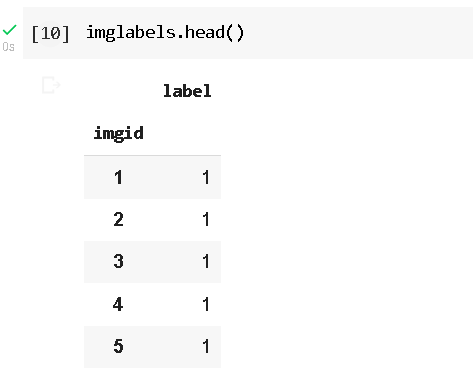 [10] imglabels.head()
0s
label
imgid
1 1
2 1
3 1
4 1
5 1